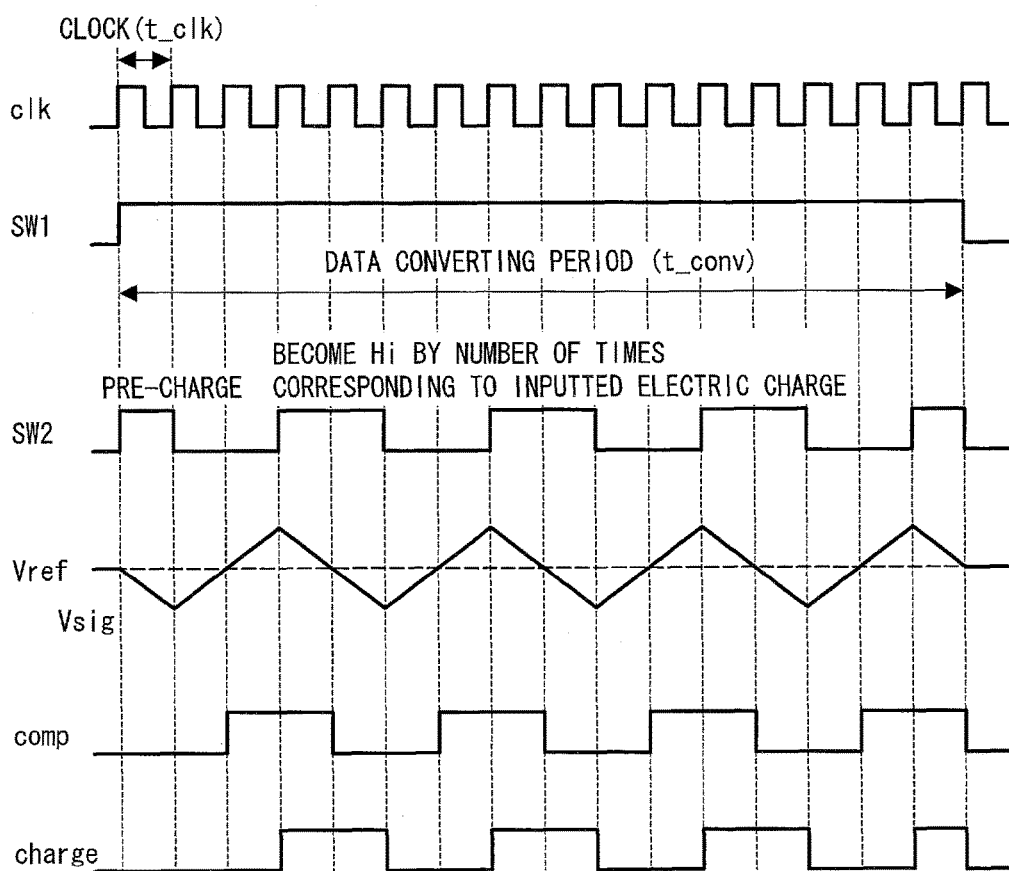 CLOCK(t_clk)
clk
SW1
DATA CONVERTING PERIOD (t_conv)
BECOME Hi BY NUMBER OF TIMES
PRE-CHARGE CORRESPONDING TO INPUTTED ELECTRIC CHARGE
SW2
Vref
Vsig
comp
charge